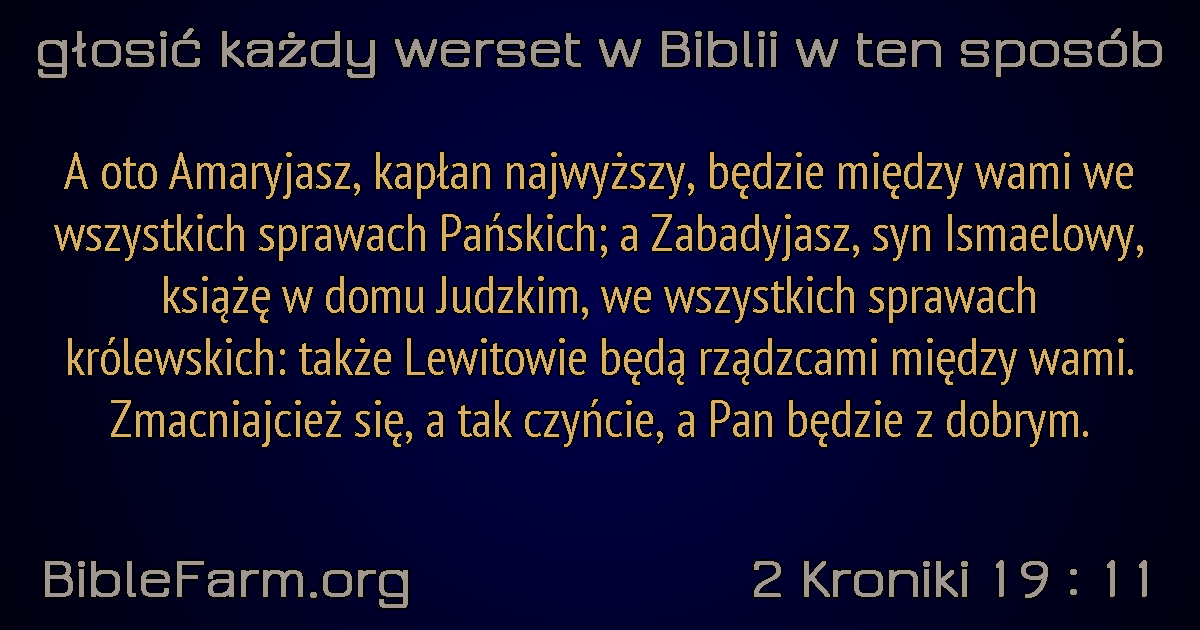 głosić każdy werset w Biblii w ten sposób
A oto Amaryjasz, kapłan najwyższy, będzie między wami we
wszystkich sprawach Pańskich; a Zabadyjasz, syn Ismaelowy,
książę w domu Judzkim, we wszystkich sprawach
królewskich: także Lewitowie będą rządzcami między wami.
Zmacniajcież się, a tak czyńcie, a Pan będzie z dobrym.
BibleFarm.org
2 Kroniki 19 : 11